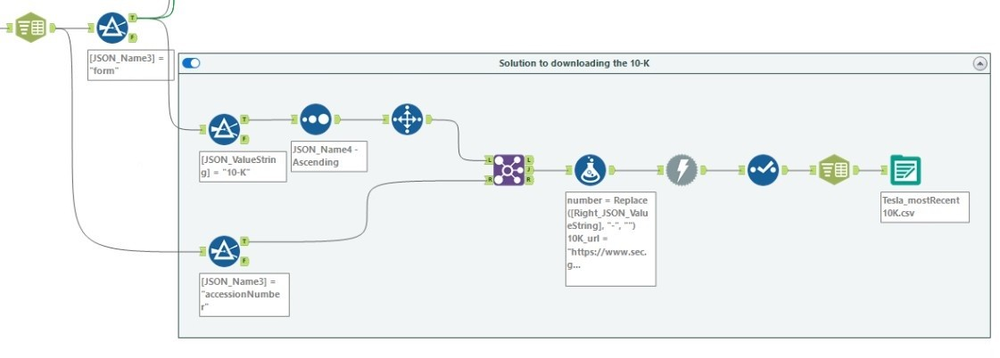 T
F
[JSON_Name3] =
"form"
Solution to downloading the 10-K
T
F
[JSON_ValueStrin
g] = "10-K"
JSON_Name4 -
Ascending
L
R
L
J
R
number = Replace
([Right_JSON_Valu
eString], "-", "")
10K_url =
"https://www.sec.
g...
Tesla_mostRecent
10K.csv
T
F
[JSON_Name3] =
"accessionNumbe
r"